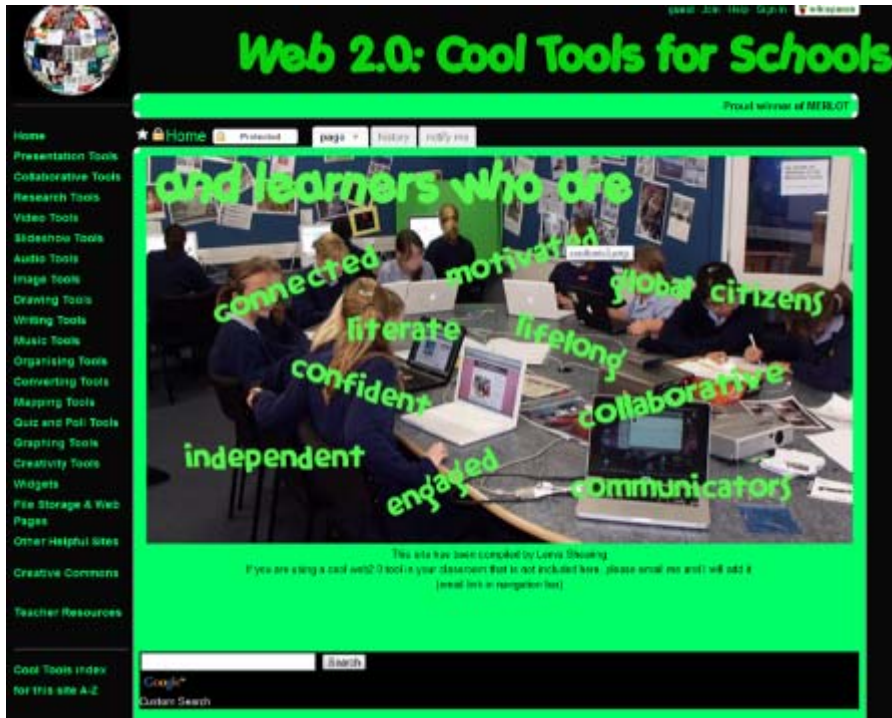 guest Join Help Sign In wikispaces
Web 2.0: Cool Tools for Schools
Proud winner of MERLOT
Home
Presentation Tools
Collaborative Tools
Research Tools
Video Tools
Slideshow Tools
Audio Tools
Image Tools
Drawing Tools
Writing Tools
Music Tools
Organising Tools
Converting Tools
Mapping Tools
Quiz and Poll Tools
Graphing Tools
Creativity Tools
Widgets
File Storage & Web
Pages
Other Helpful Sites
Creative Commons
Teacher Resources
Cool Tools Index
for this site A-Z
Home Protected page history notify me
and learners who are
connected
motivated
global citizens
literate
lifelong
confident
collaborative
independent
engaged
communicators
This site has been compiled by Lenva Shearing
If you are using a cool web2.0 tool in your classroom that is not included here, please email me and I will add it
(email link in navigation bar)
Search
Google
Custom Search